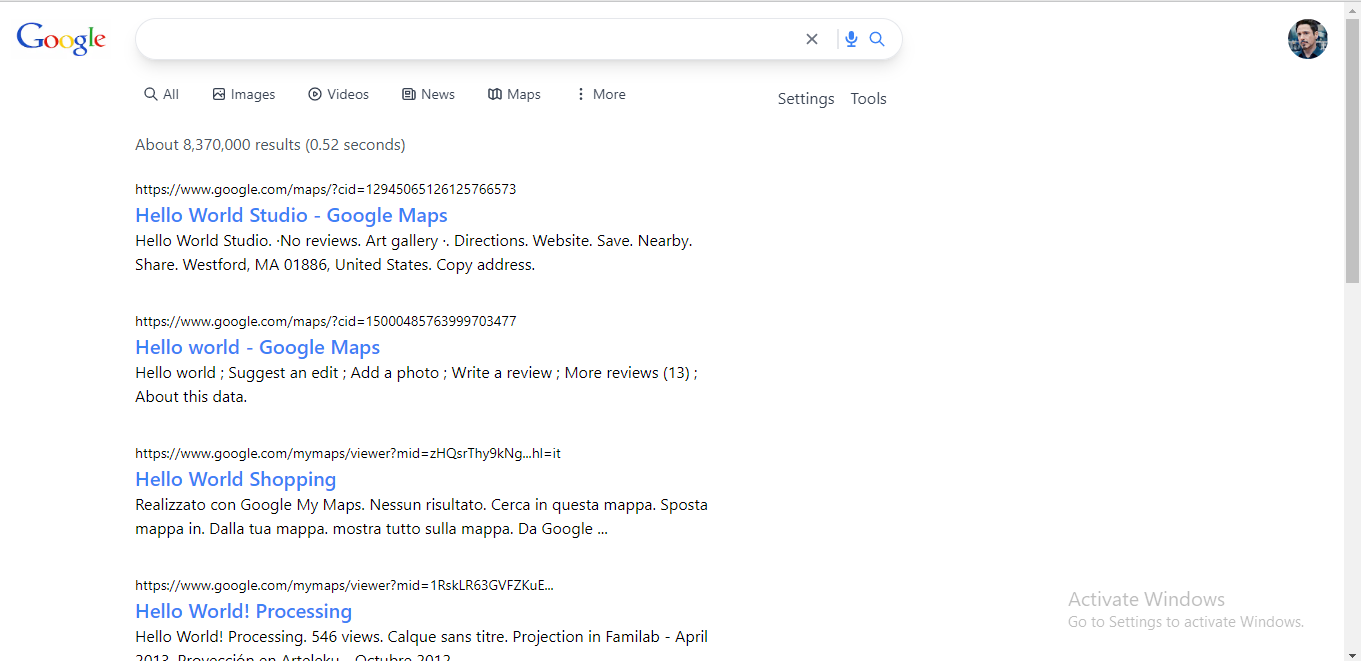 Google
All Images Videos News Maps More
Settings Tools
About 8,370,000 results (0.52 seconds)
https://www.google.com/maps/?cid=12945065126125766573
Hello World Studio - Google Maps
Hello World Studio. ·No reviews. Art gallery ·. Directions. Website. Save. Nearby.
Share. Westford, MA 01886, United States. Copy address.
https://www.google.com/maps/?cid=15000485763999703477
Hello world - Google Maps
Hello world ; Suggest an edit ; Add a photo ; Write a review ; More reviews (13) ;
About this data.
https://www.google.com/mymaps/viewer?mid=zHQsrThy9kNg...hl=it
Hello World Shopping
Realizzato con Google My Maps. Nessun risultato. Cerca in questa mappa. Sposta
mappa in. Dalla tua mappa. mostra tutto sulla mappa. Da Google ...
https://www.google.com/mymaps/viewer?mid=1RskLR63GVFZKuE...
Hello World! Processing
Hello World! Processing. 546 views. Calque sans titre. Projection in Familab - April
2013. Proyección en Arteleku - Octubre 2012
Activate Windows
Go to Settings to activate Windows.